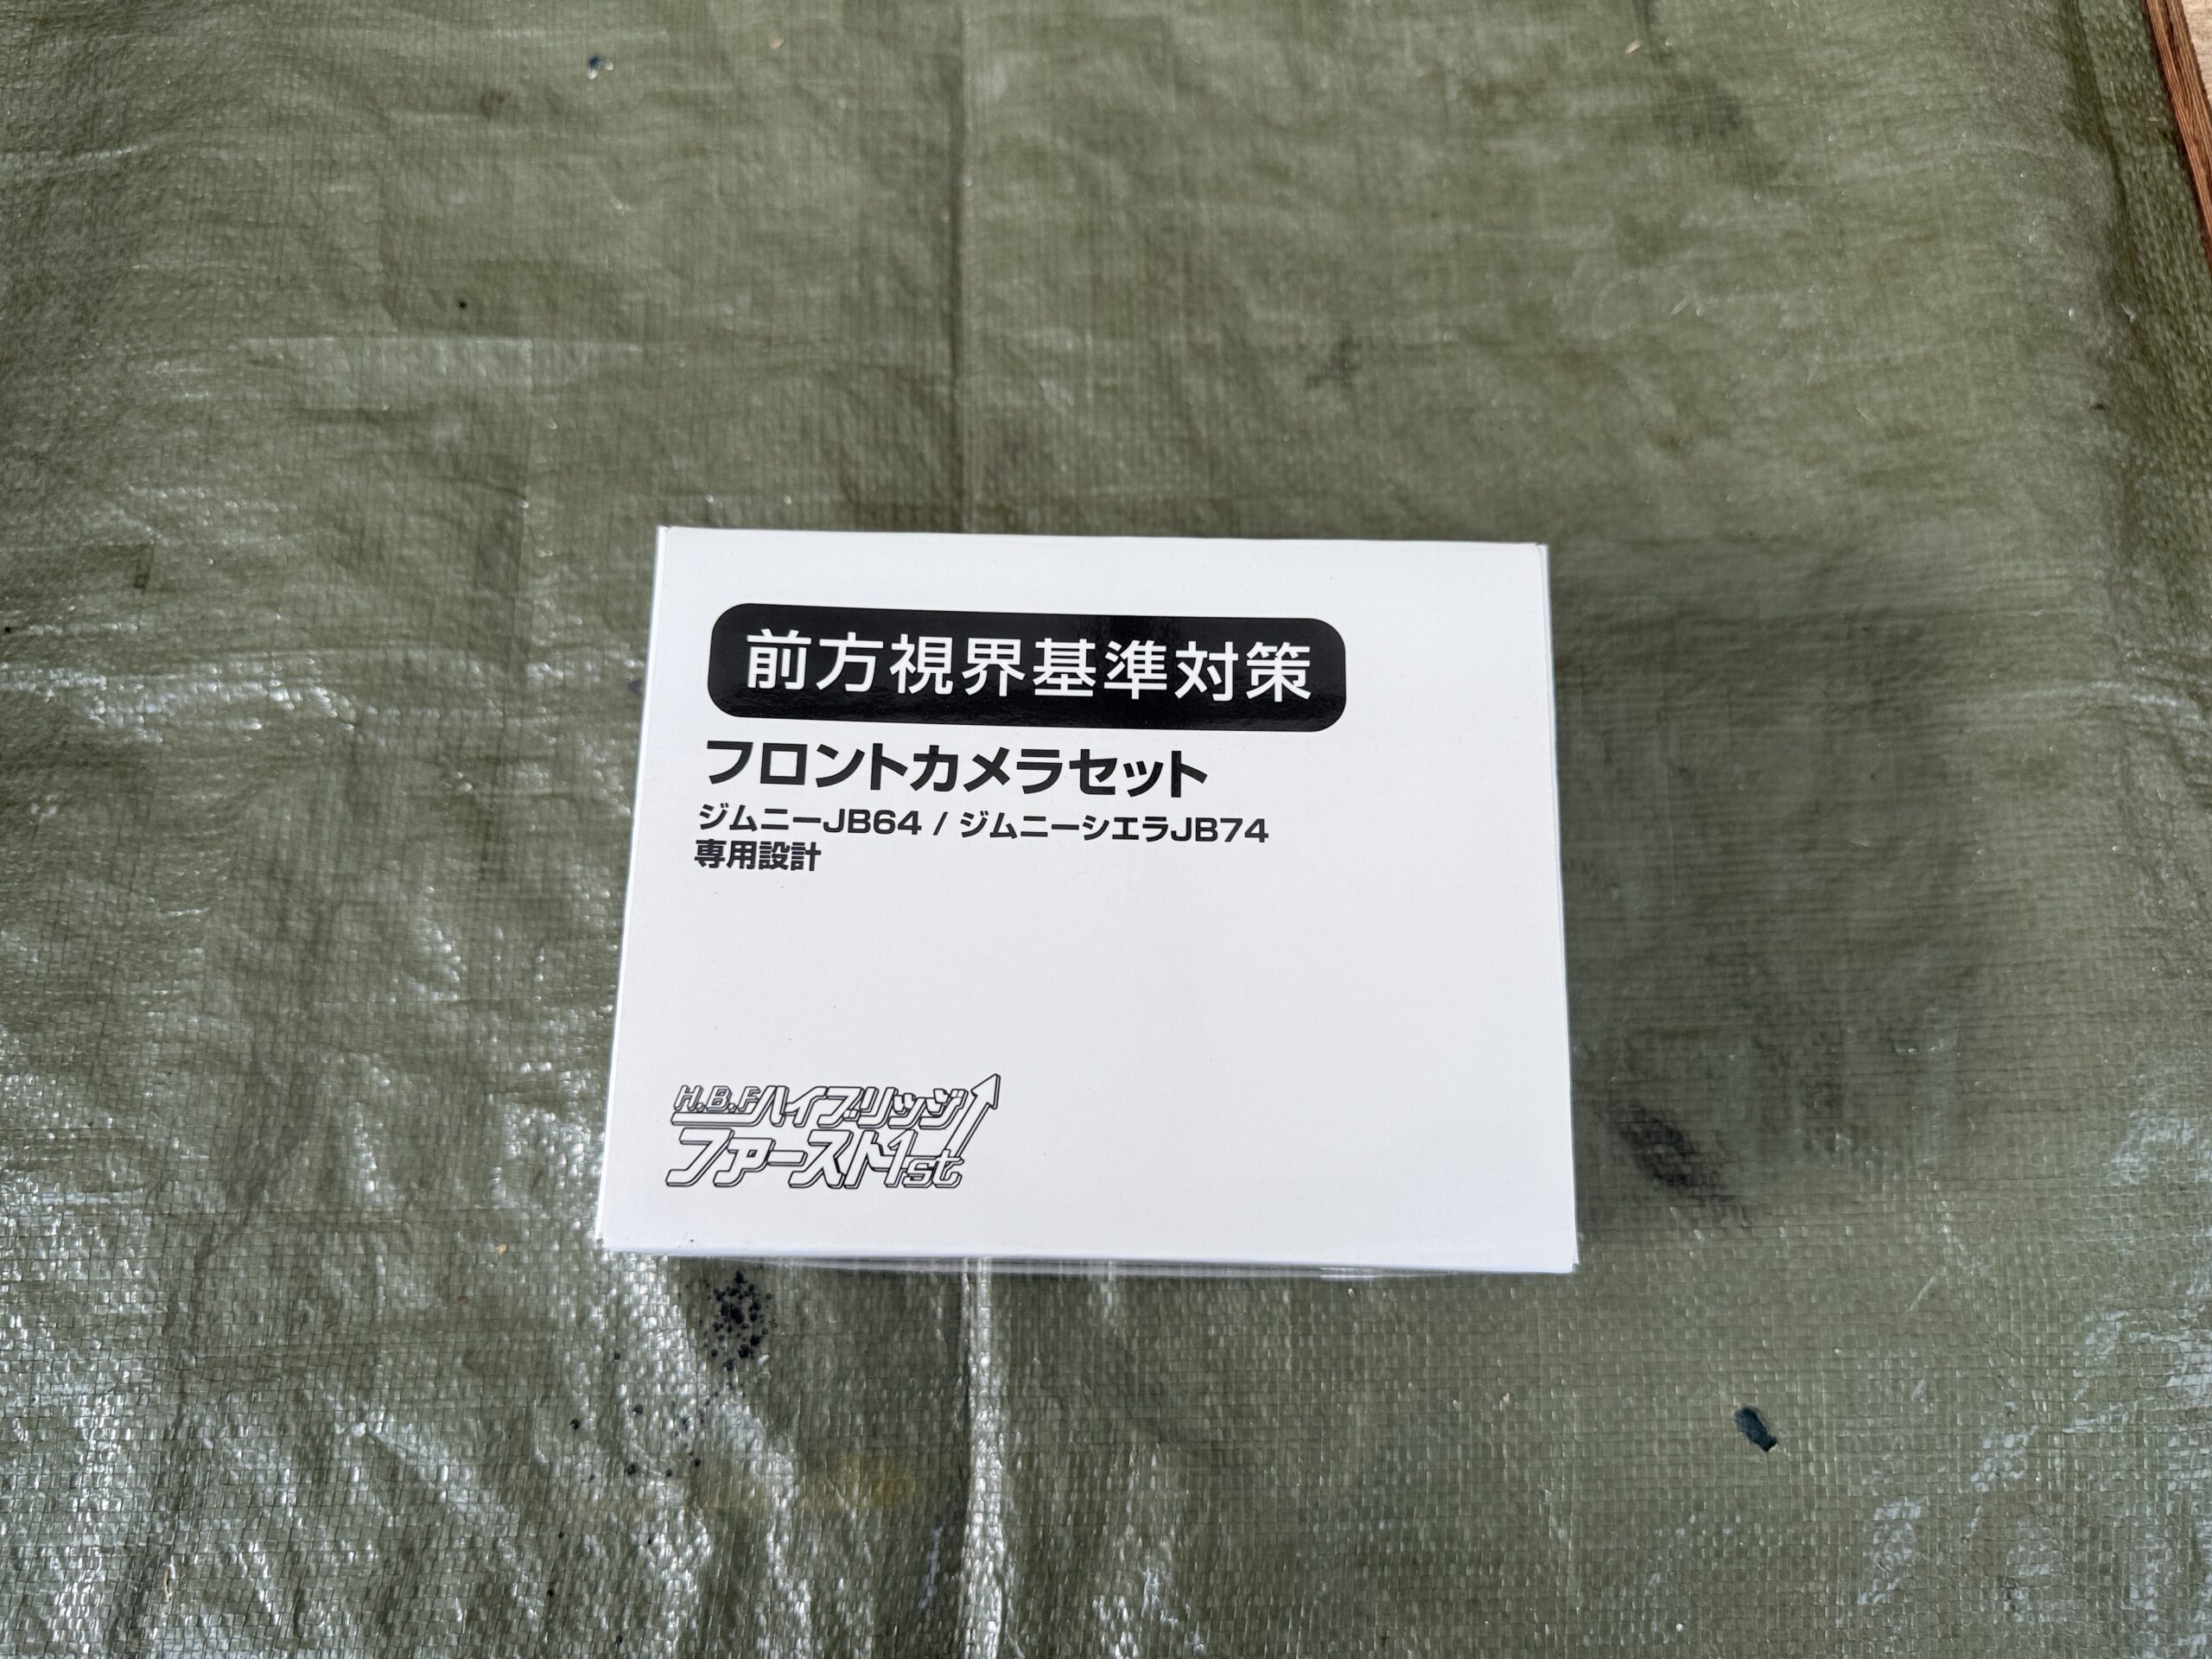 前方視界基準対策
フロントカメラセット
ジムニーJB64 / ジムニーシエラJB74
専用設計
H.B.Fハイブリッジ
ファースト1st